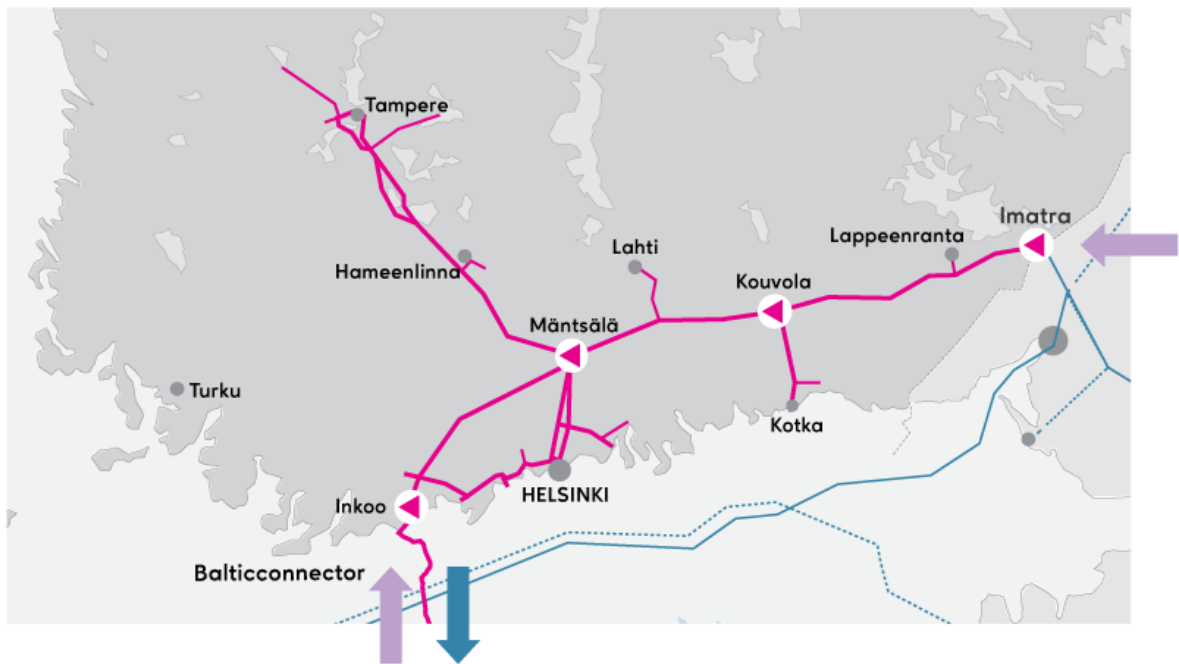 Tampere
Imatra
Lappeenranta
Lahti
Hameenlinna
Kouvola
Mäntsälä
Turku
Kotka
HELSINKI
Inkoo
Balticconnector